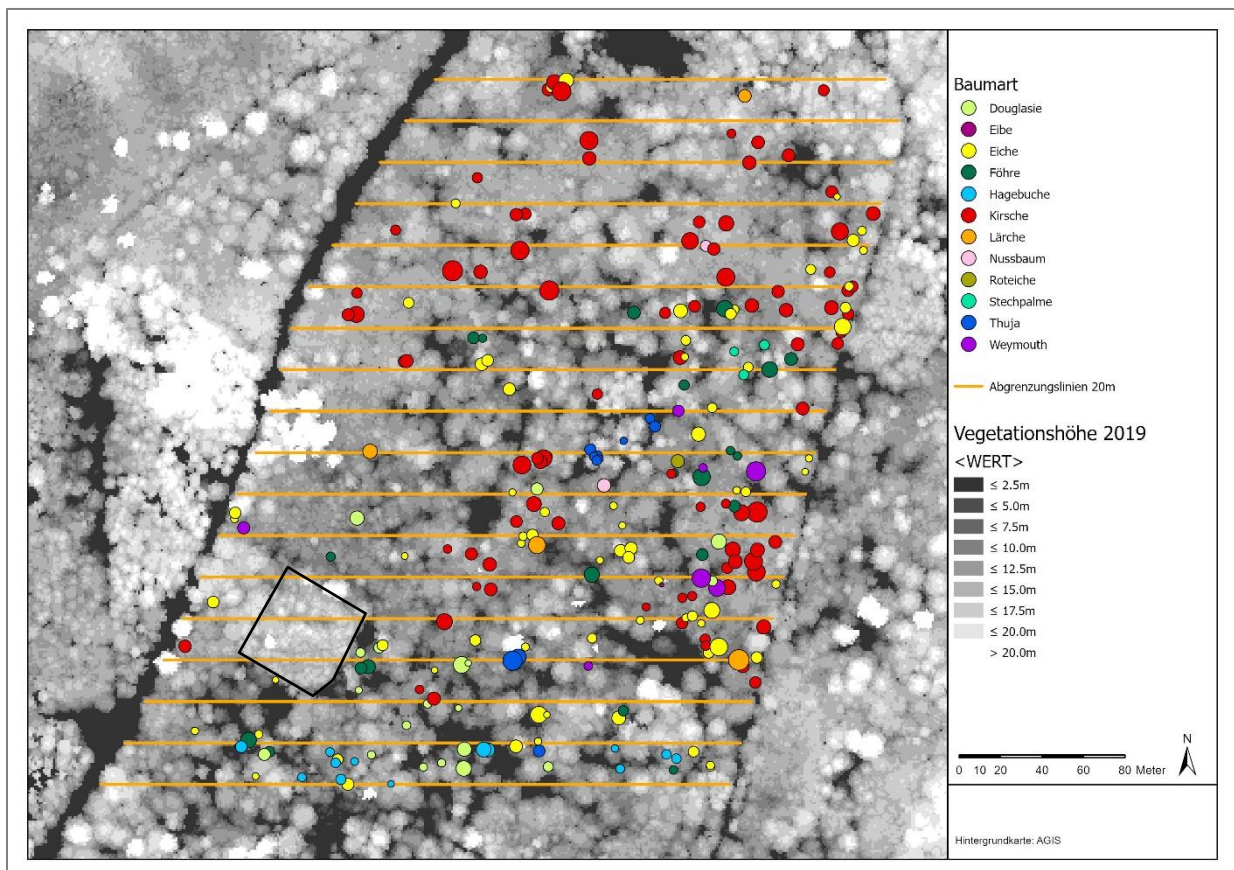 Baumart
Douglasie
Eibe
Eiche
Föhre
Hagebuche
Kirsche
Lärche
Nussbaum
Roteiche
Stechpalme
Thuja
Weymouth
Abgrenzungslinien 20m
Vegetationshöhe 2019
<WERT>
≤ 2.5m
≤ 5.0m
≤ 7.5m
≤ 10.0m
≤ 12.5m
≤ 15.0m
≤ 17.5m
≤ 20.0m
> 20.0m
N
0 10 20 40 60 80 Meter
Hintergrundkarte: AGIS